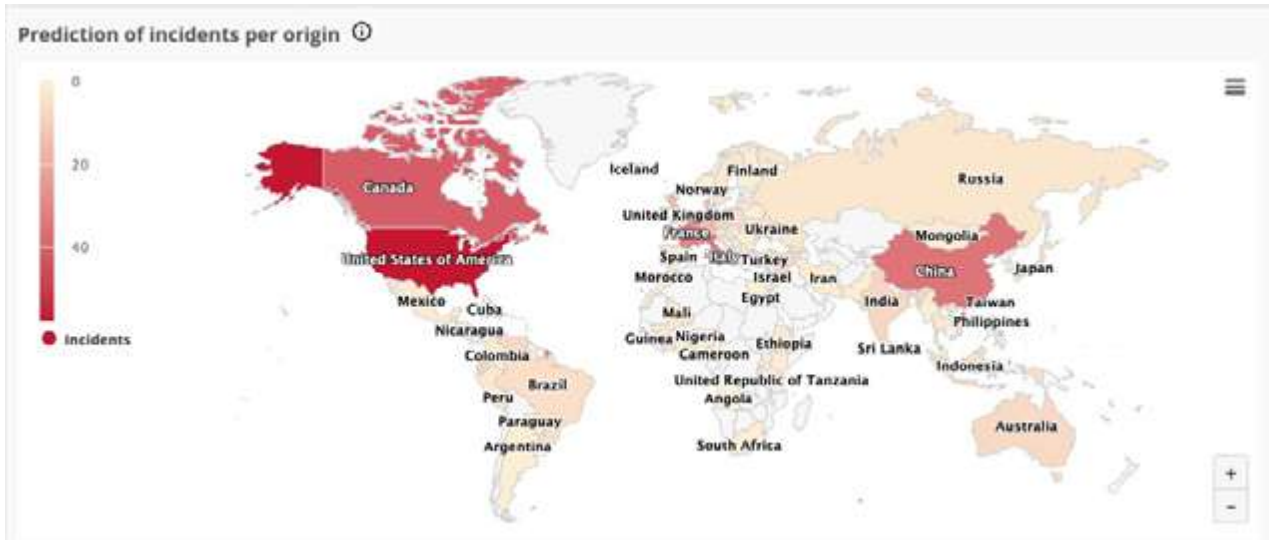 Prediction of incidents per origin
0
20
40
Incidents
Iceland
Finland
Russia
Canada
Norway
United Kingdom
Ukraine
France
Mongolia
United States of America
Spain
Italy
Turkey
China
Japan
Morocco
Israel
Iran
Mexico
Cuba
Egypt
India
Taiwan
Mali
Philippines
Nicaragua
Guinea
Nigeria
Ethiopia
Sri Lanka
Colombia
Cameroon
Indonesia
Brazil
United Republic of Tanzania
Peru
Angola
Paraguay
Australia
Argentina
South Africa
+
-